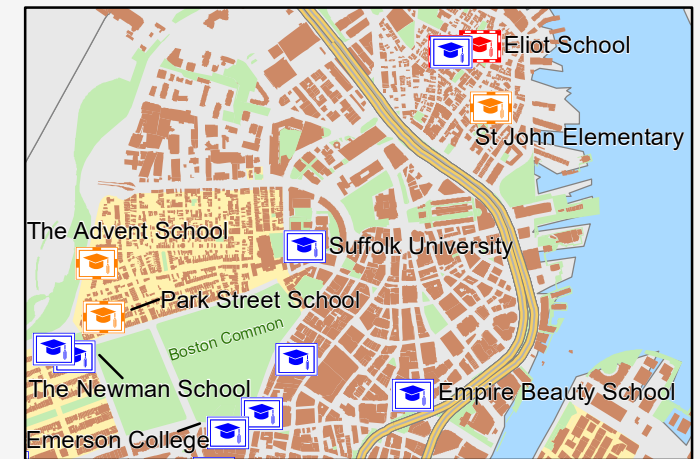 Eliot School
St John Elementary
The Advent School
Suffolk University
Park Street School
Boston Common
The Newman School
Empire Beauty School
Emerson College